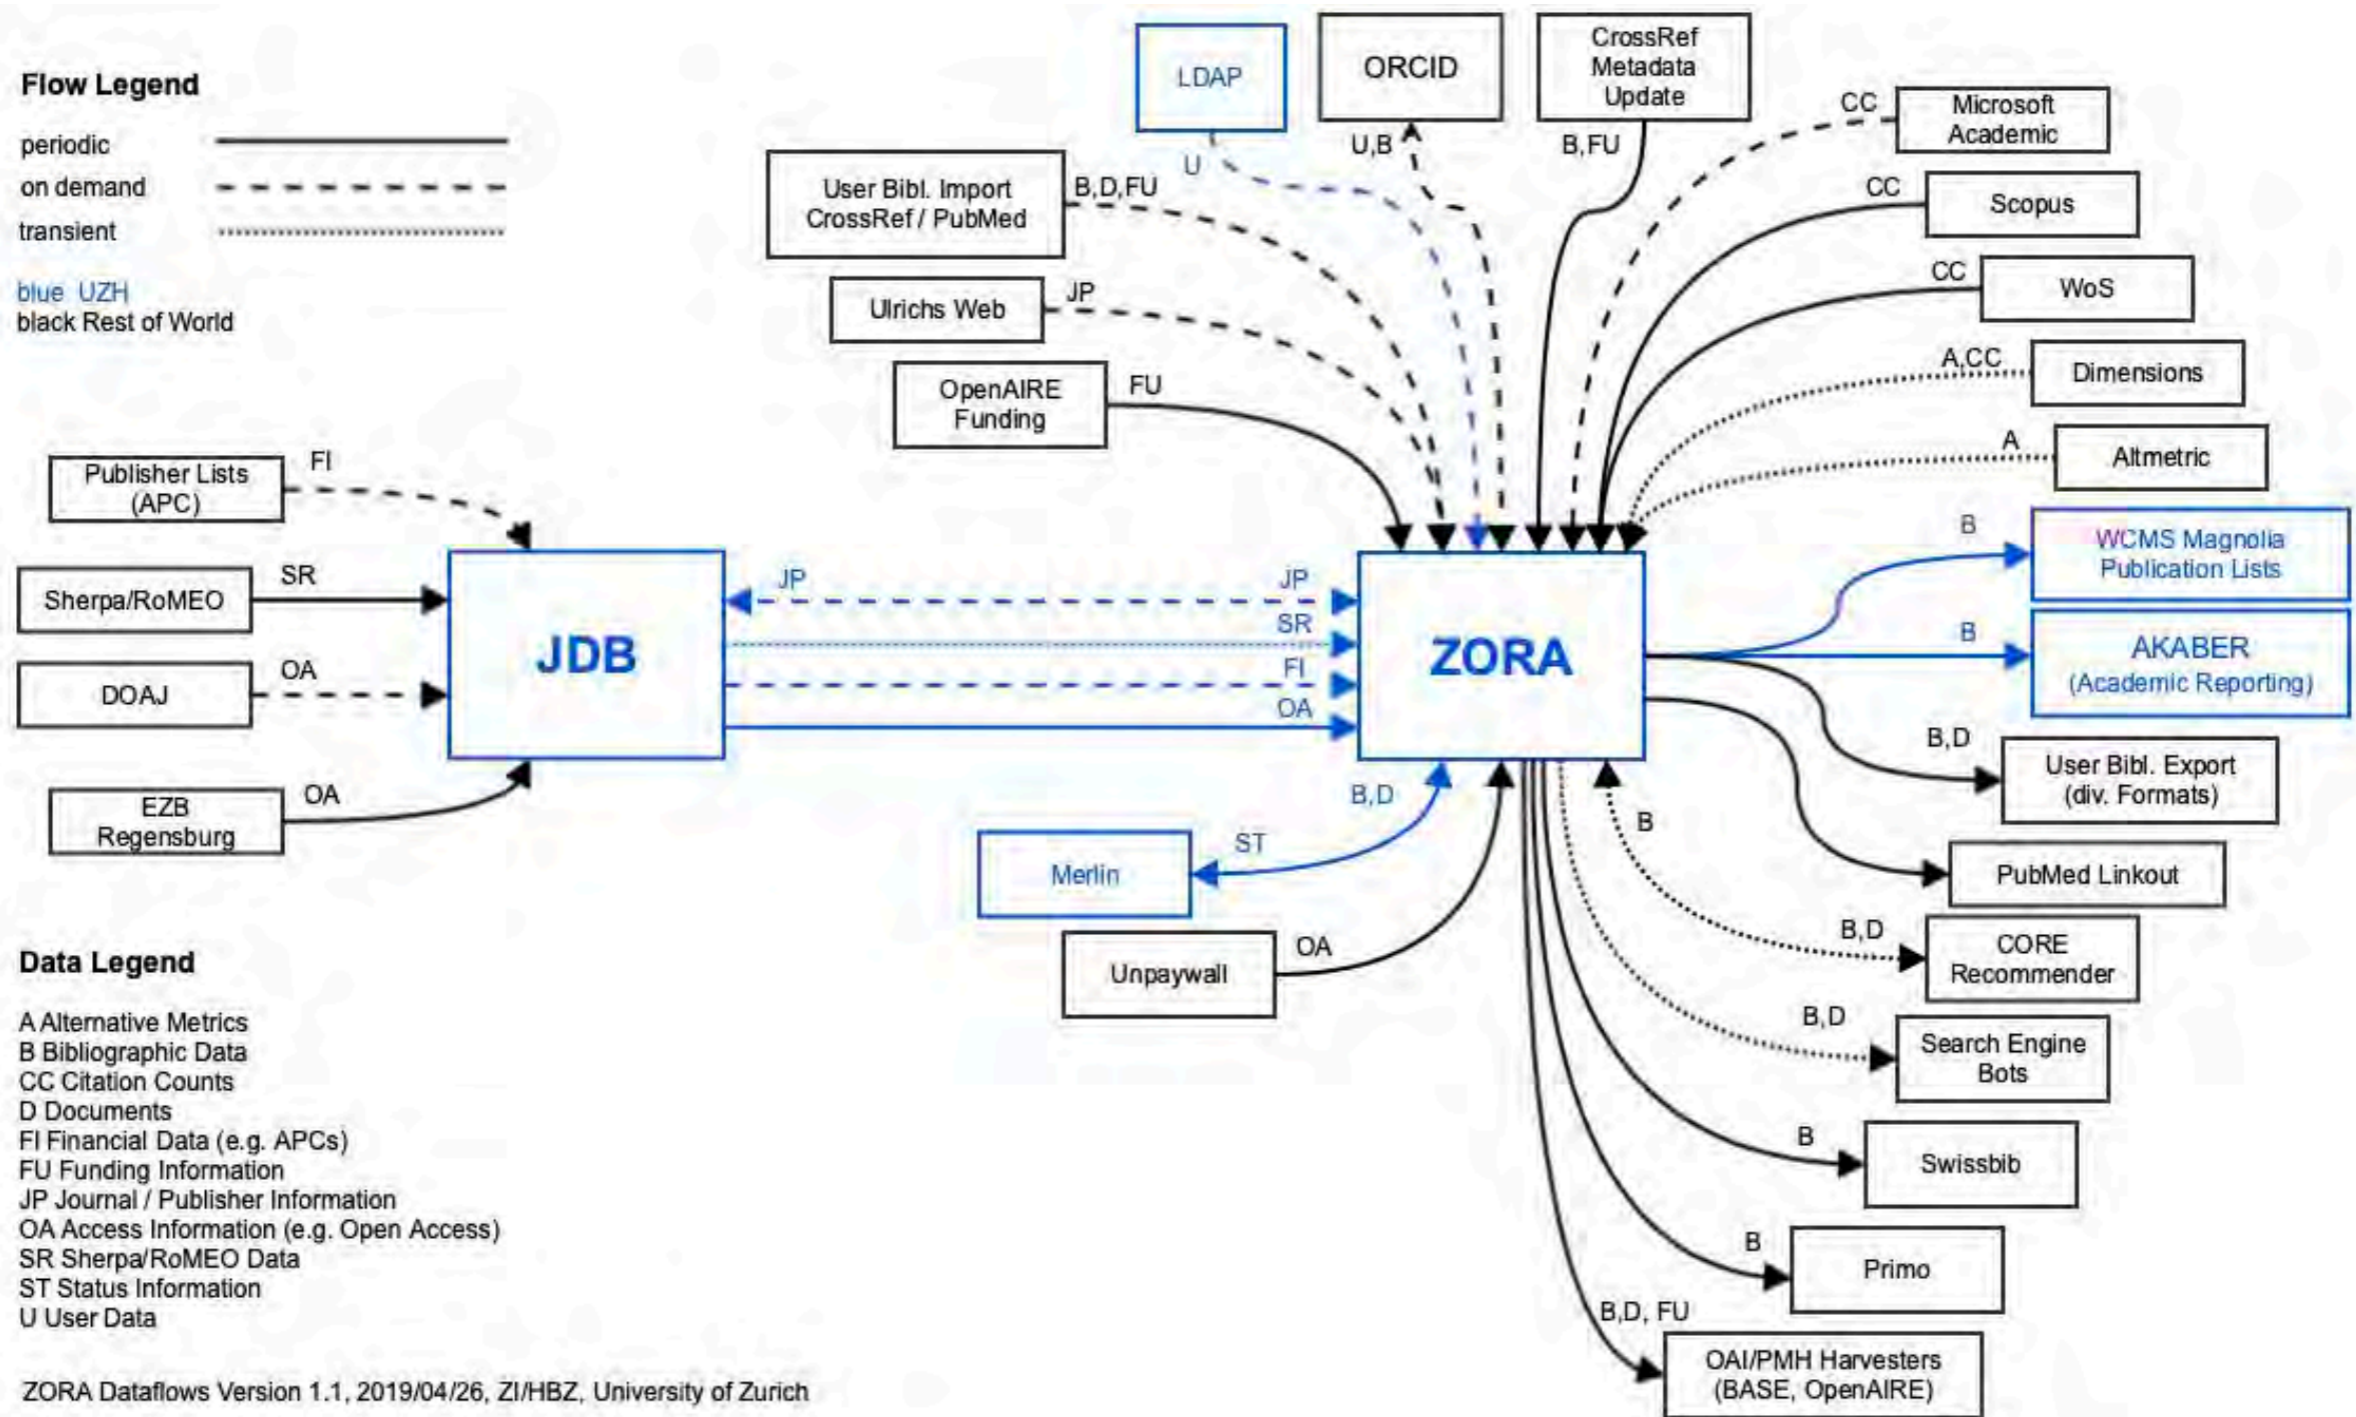 Flow Legend
periodic
on demand
transient
blue UZH
black Rest of World
LDAP
U
ORCID
U,B
CrossRef
Metadata
Update
B,FU
CC
Microsoft
Academic
CC
Scopus
CC
WoS
A,CC
Dimensions
A
Altmetric
User Bibl. Import
CrossRef / PubMed
B,D,FU
Ulrichs Web
JP
OpenAIRE
Funding
FU
Publisher Lists
(APC)
FI
Sherpa/RoMEO
SR
DOAJ
OA
EZB
Regensburg
OA
JDB
JP
JP
SR
FI
OA
ZORA
B
WCMS Magnolia
Publication Lists
B
AKABER
(Academic Reporting)
B,D
User Bibl. Export
(div. Formats)
PubMed Linkout
B
B,D
CORE
Recommender
B,D
Search Engine
Bots
B
Swissbib
B
Primo
B,D, FU
OAI/PMH Harvesters
(BASE, OpenAIRE)
B,D
ST
Merlin
Unpaywall
OA
Data Legend
A Alternative Metrics
B Bibliographic Data
CC Citation Counts
D Documents
FI Financial Data (e.g. APCs)
FU Funding Information
JP Journal / Publisher Information
OA Access Information (e.g. Open Access)
SR Sherpa/RoMEO Data
ST Status Information
U User Data
ZORA Dataflows Version 1.1, 2019/04/26, ZI/HBZ, University of Zurich